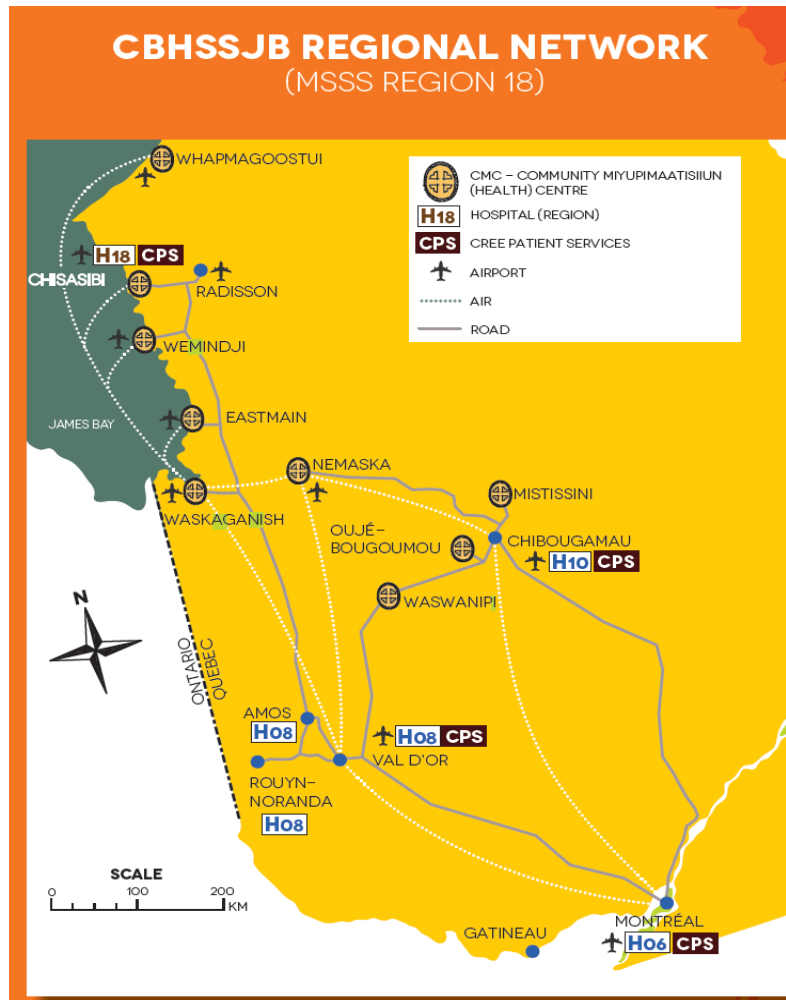 CBHSSJB REGIONAL NETWORK
(MSSS REGION 18)
WHAPMAGOOSTUI
CMC – COMMUNITY MIYUPIMAATISIIUN
(HEALTH) CENTRE
H18 HOSPITAL (REGION)
CPS CREE PATIENT SERVICES
AIRPORT
AIR
ROAD
H18 CPS
CHISASIBI
RADISSON
WEMINDJI
JAMES BAY
EASTMAIN
NEMASKA
MISTISSINI
WASKAGANISH
OUJÉ–
BOUGOUMOU
CHIBOUGAMAU
H10 CPS
WASWANIPI
N
ONTARIO
QUEBEC
AMOS
H08
H08 CPS
VAL D'OR
ROUYN–
NORANDA
H08
SCALE
0 100 200
KM
GATINEAU
MONTRÉAL
H06 CPS